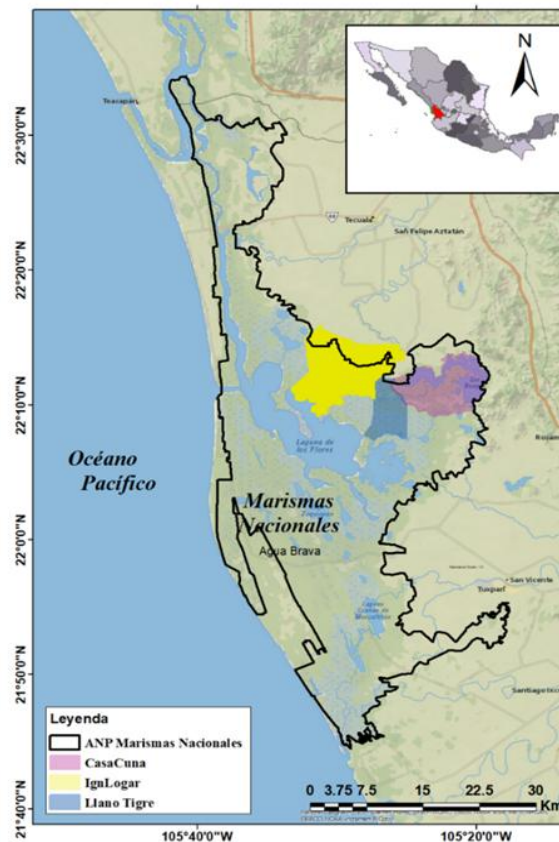 N
Teacapán
22°30'0"N
Tecuala
San Felipe Aztatán
22°20'0"N
22°10'0"N
Laguna de
los Flores
Océano
Pacífico
Marismas
Nacionales
Agua Brava
22°0'0"N
San Vicente
Tuxpan
21°50'0"N
Leyenda
ANP Marismas Nacionales
CasaCuna
IgnLogar
Llano Tigre
0 3.75 7.5 15 22.5 30
Km
21°40'0"N
105°40'0"W
105°20'0"W